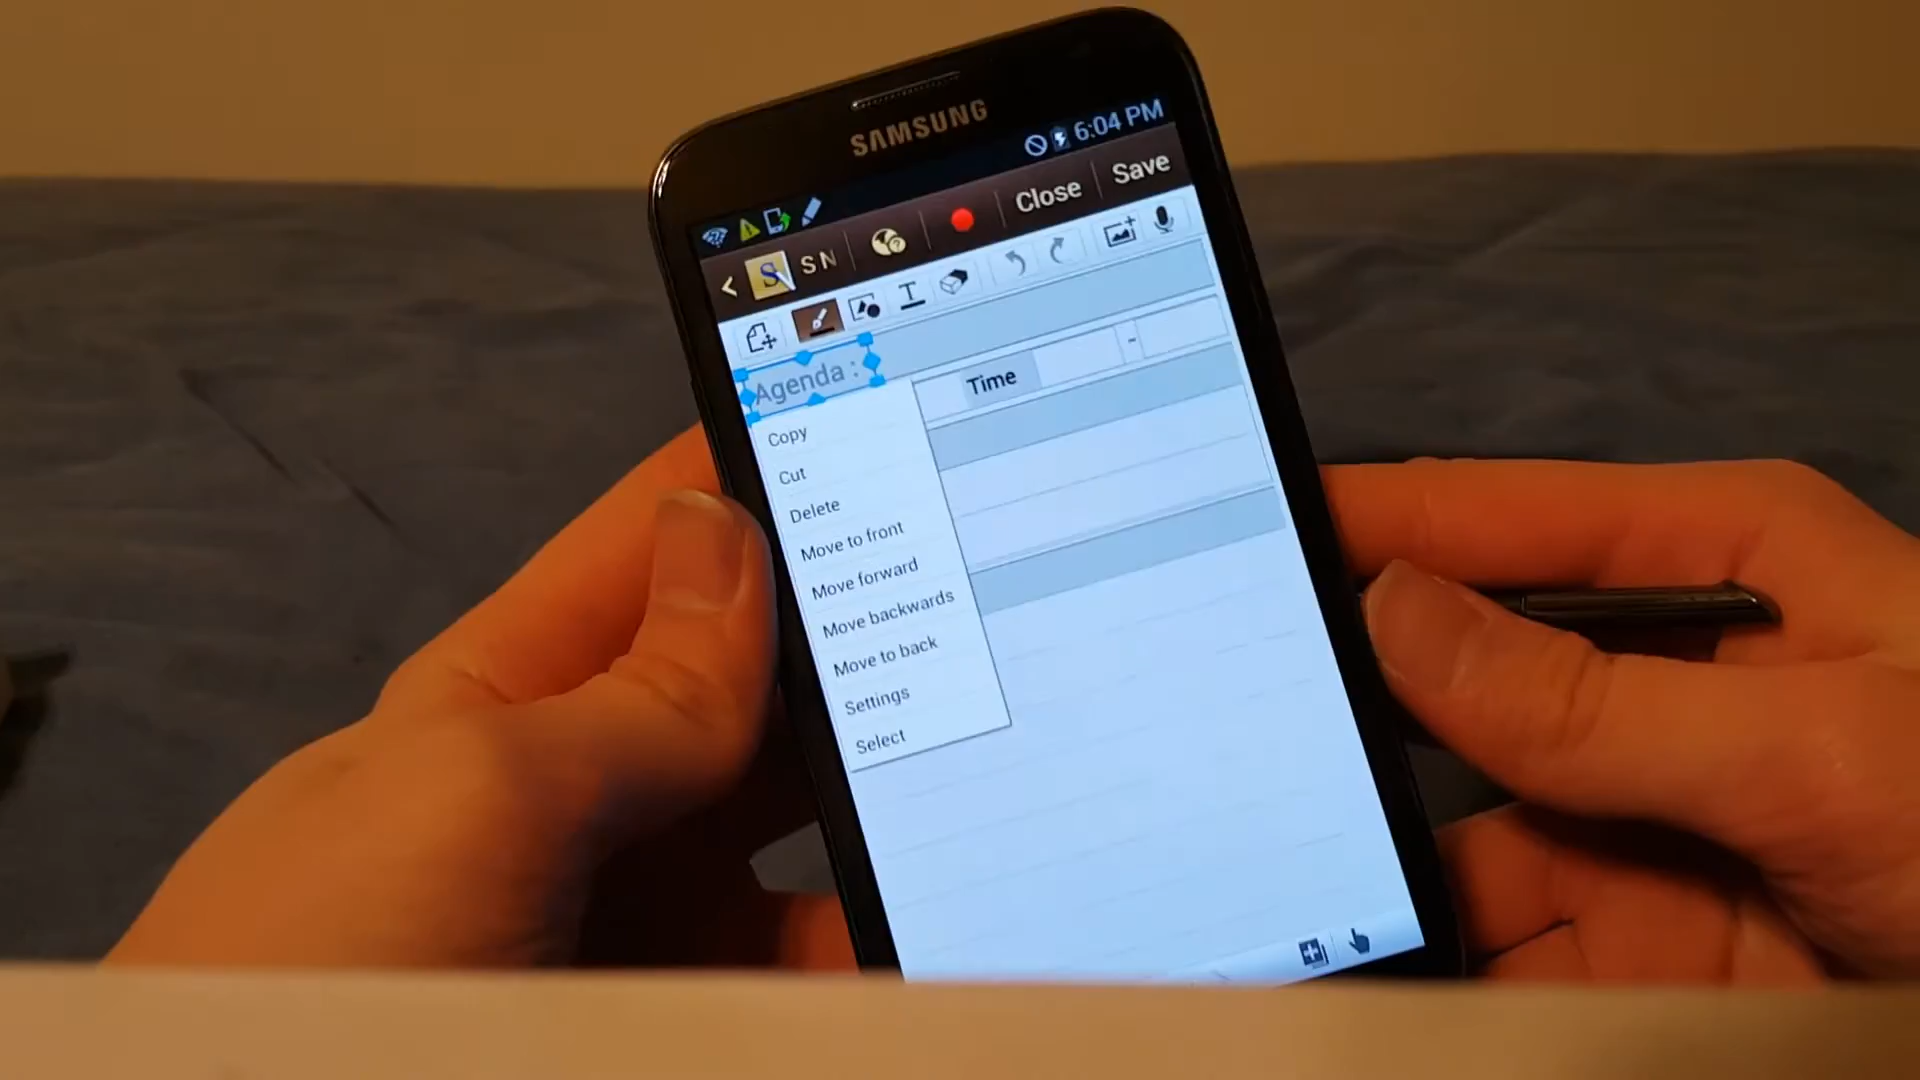 SAMSUNG
6:04 PM
S SN Close Save
T
Agenda :
Time -
Copy
Cut
Delete
Move to front
Move forward
Move backwards
Move to back
Settings
Select